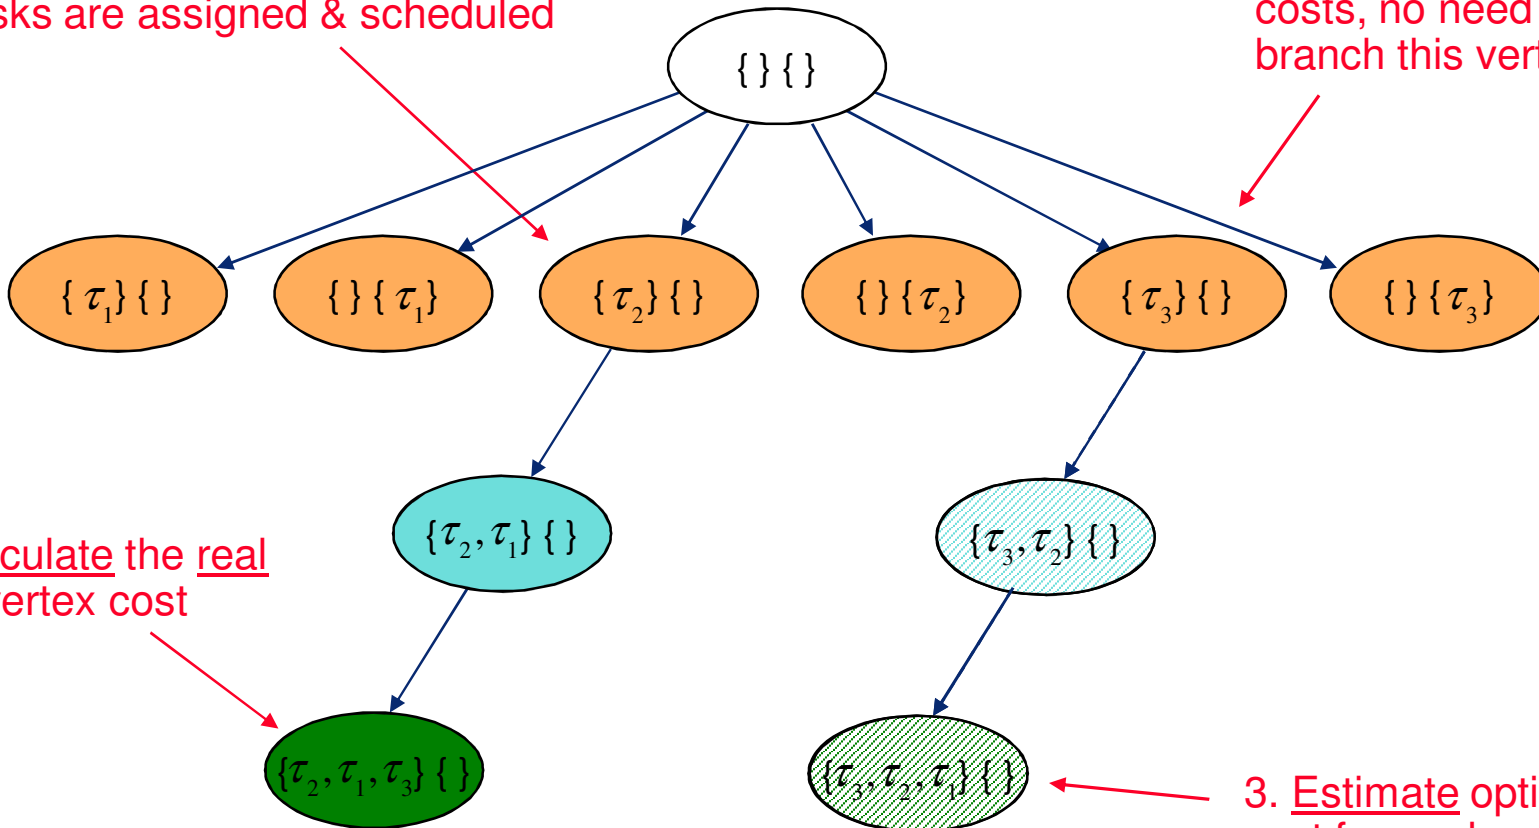 sks are assigned & scheduled
costs, no need
branch this vert
{ } { }
{ τ₁} { }
{ } { τ₁}
{ τ₂} { }
{ } {τ₂}
{ τ₃} { }
{ } {τ₃}
{τ₂, τ₁} { }
{τ₃, τ₂} { }
culate the real
vertex cost
{τ₂, τ₁, τ₃} { }
{τ₃, τ₂, τ₁} { }
3. Estimate opti